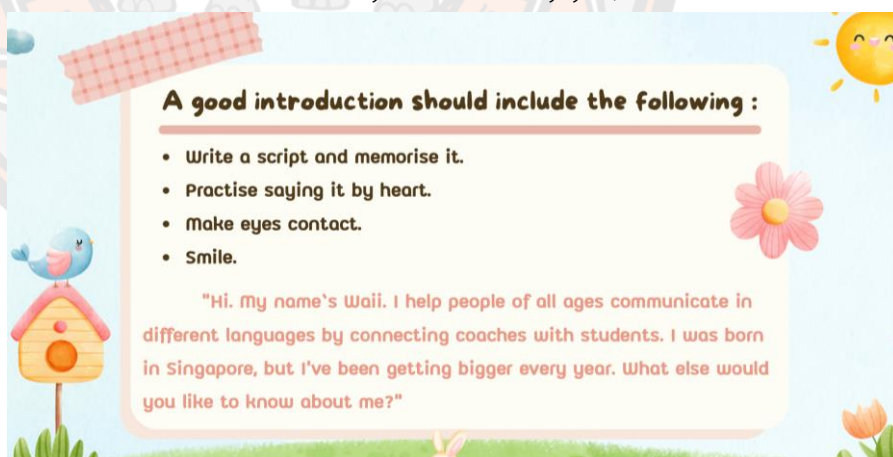 A good introduction should include the following :
• Write a script and memorise it.
• Practise saying it by heart.
• Make eyes contact.
• Smile.
"Hi. My name`s Waii. I help people of all ages communicate in
different languages by connecting coaches with students. I was born
in Singapore, but I've been getting bigger every year. What else would
you like to know about me?"